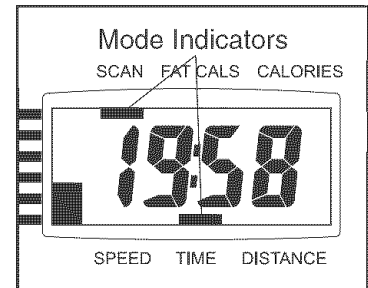 Mode Indicators
SCAN FAT CALS CALORIES
19:58
SPEED TIME DISTANCE